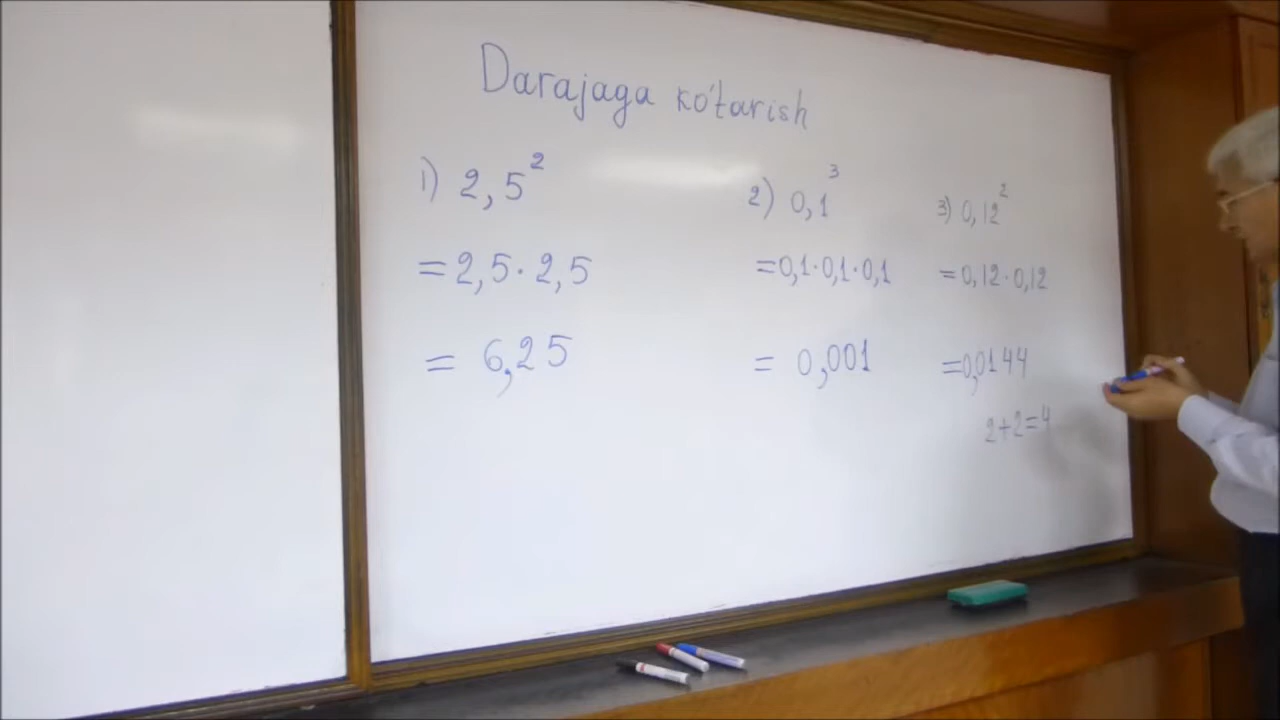 Darajaga ko'tarish
1) 2,5²
= 2,5 · 2,5
= 6,25
2) 0,1³
= 0,1 · 0,1 · 0,1
= 0,001
3) 0,12²
= 0,12 · 0,12
= 0,0144
2+2=4